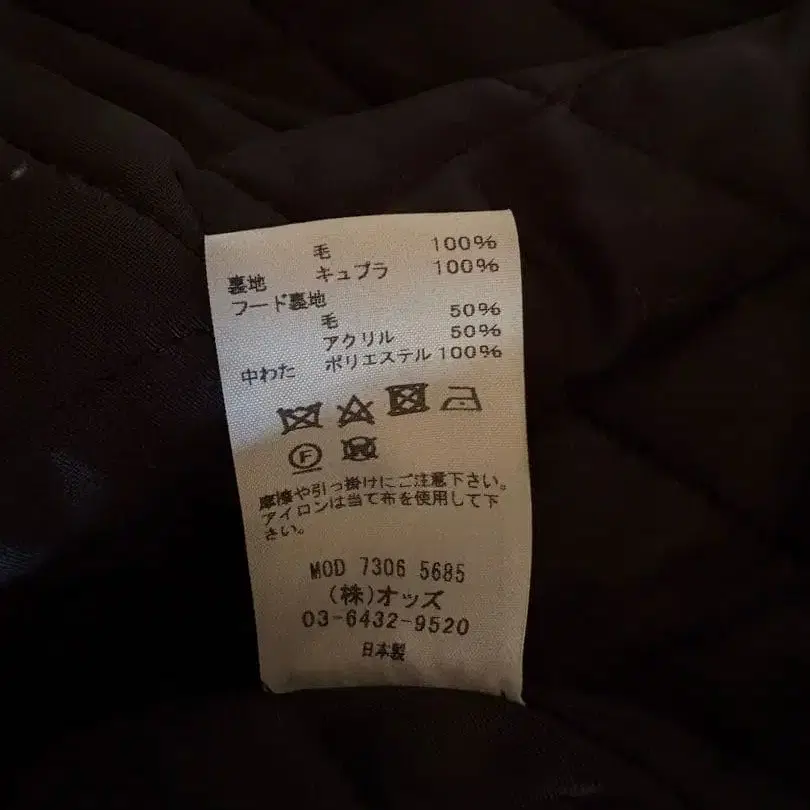 毛 100%
裏地 キュプラ 100%
フード裏地
毛 50%
アクリル 50%
中わた ポリエステル 100%
F
摩擦や引っ掛けにご注意下さい。
アイロンは当て布を使用して下
さい。
MOD 7306 5685
(株)オッズ
03-6432-9520
日本製